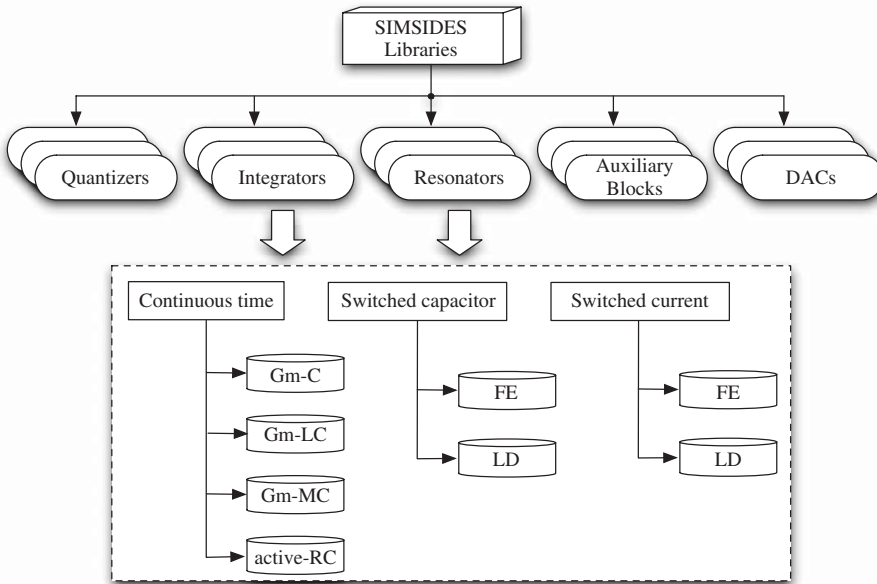 SIMSIDES
Libraries
Quantizers
Integrators
Resonators
Auxiliary
Blocks
DACs
Continuous time
Switched capacitor
Switched current
Gm-C
Gm-LC
Gm-MC
active-RC
FE
LD
FE
LD